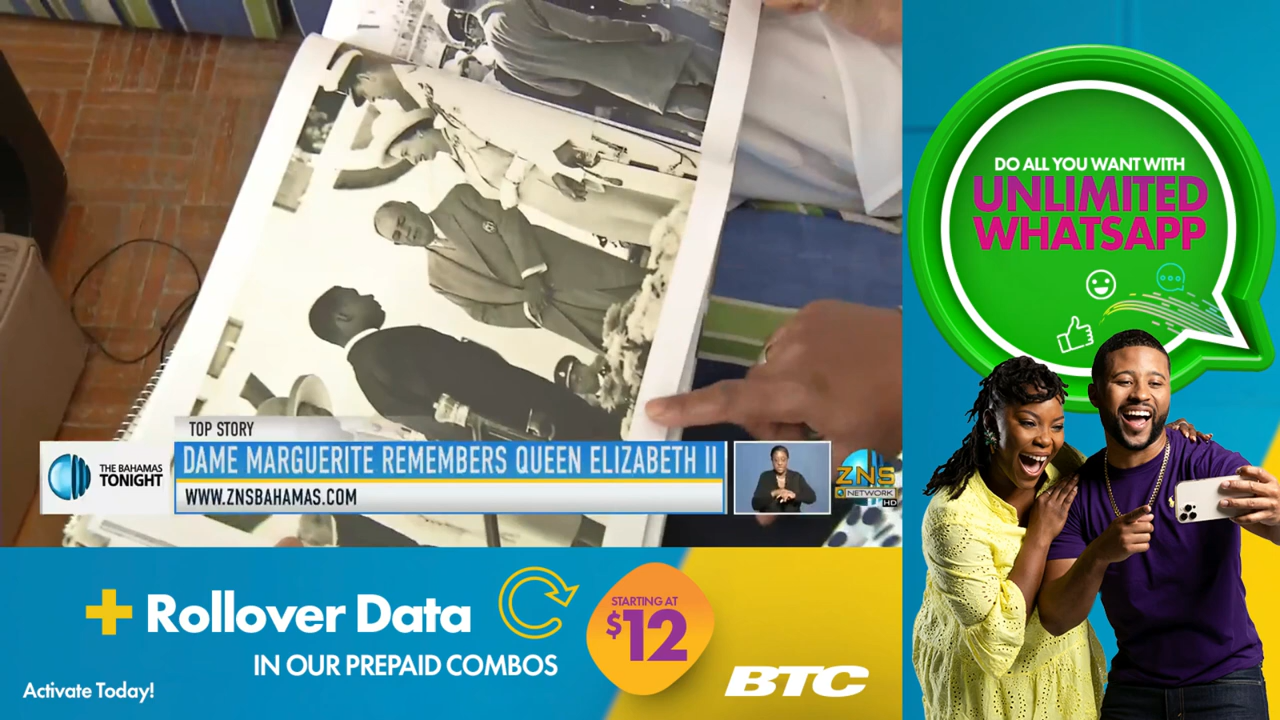 TOP STORY
THE BAHAMAS
TONIGHT
DAME MARGUERITE REMEMBERS QUEEN ELIZABETH II
WWW.ZNSBAHAMAS.COM
ZNS
NETWORK
HD
DO ALL YOU WANT WITH
UNLIMITED
WHATSAPP
+ Rollover Data
IN OUR PREPAID COMBOS
Activate Today!
STARTING AT
$12
BTC